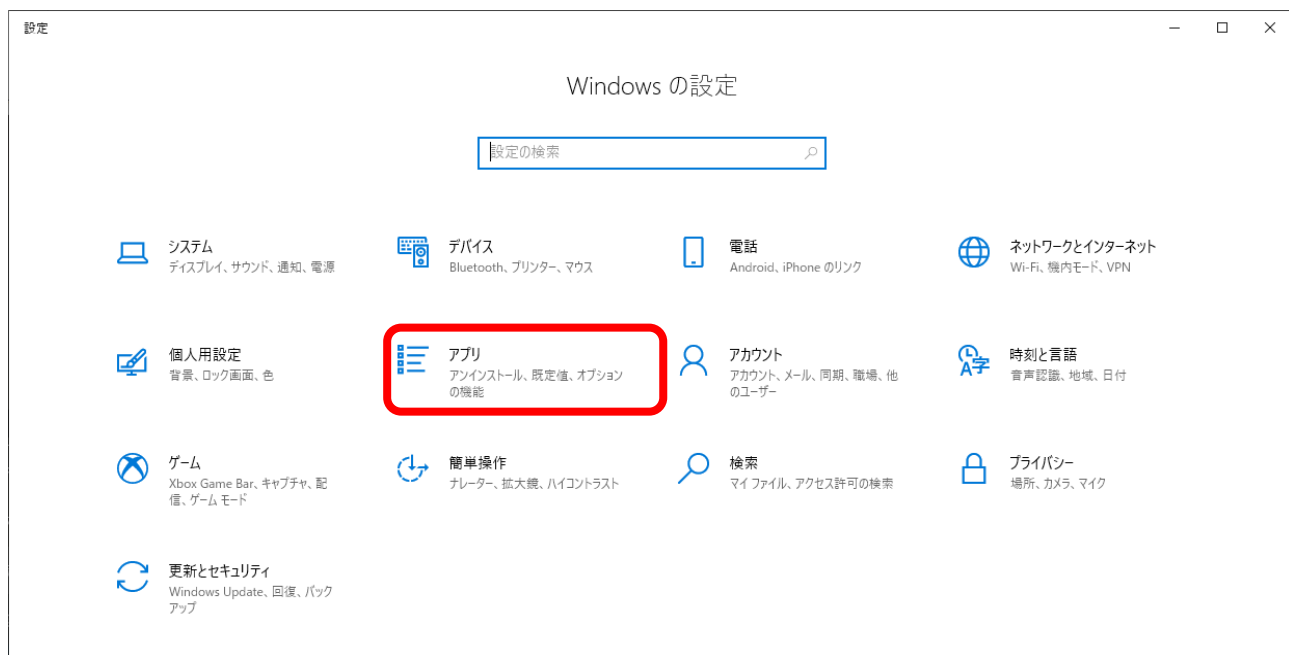 設定
Windows の設定
設定の検索
システム
ディスプレイ、サウンド、通知、電源
デバイス
Bluetooth、プリンター、マウス
電話
Android、iPhone のリンク
ネットワークとインターネット
Wi-Fi、機内モード、VPN
個人用設定
背景、ロック画面、色
アプリ
アンインストール、既定値、オプション
の機能
アカウント
アカウント、メール、同期、職場、他
のユーザー
時刻と言語
音声認識、地域、日付
ゲーム
Xbox Game Bar、キャプチャ、配
信、ゲーム モード
簡単操作
ナレーター、拡大鏡、ハイコントラスト
検索
マイ ファイル、アクセス許可の検索
プライバシー
場所、カメラ、マイク
更新とセキュリティ
Windows Update、回復、バック
アップ